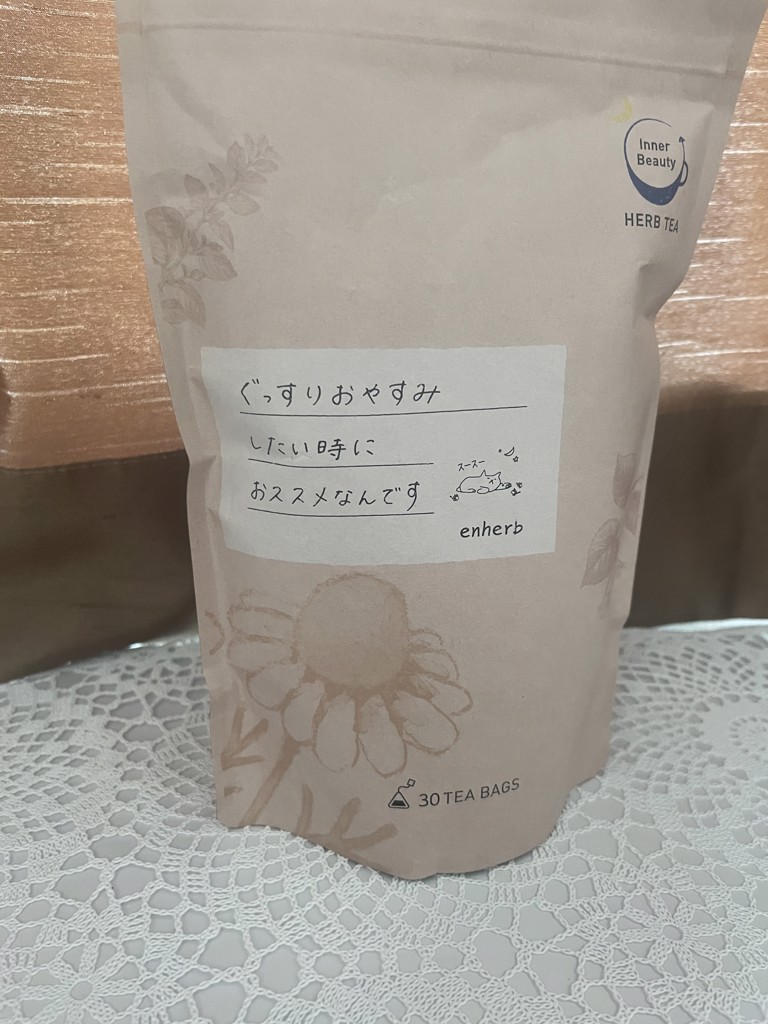 Inner
Beauty
HERB TEA
ぐっすりおやすみ
したい時に
おススメなんです
スースー
enherb
30 TEA BAGS